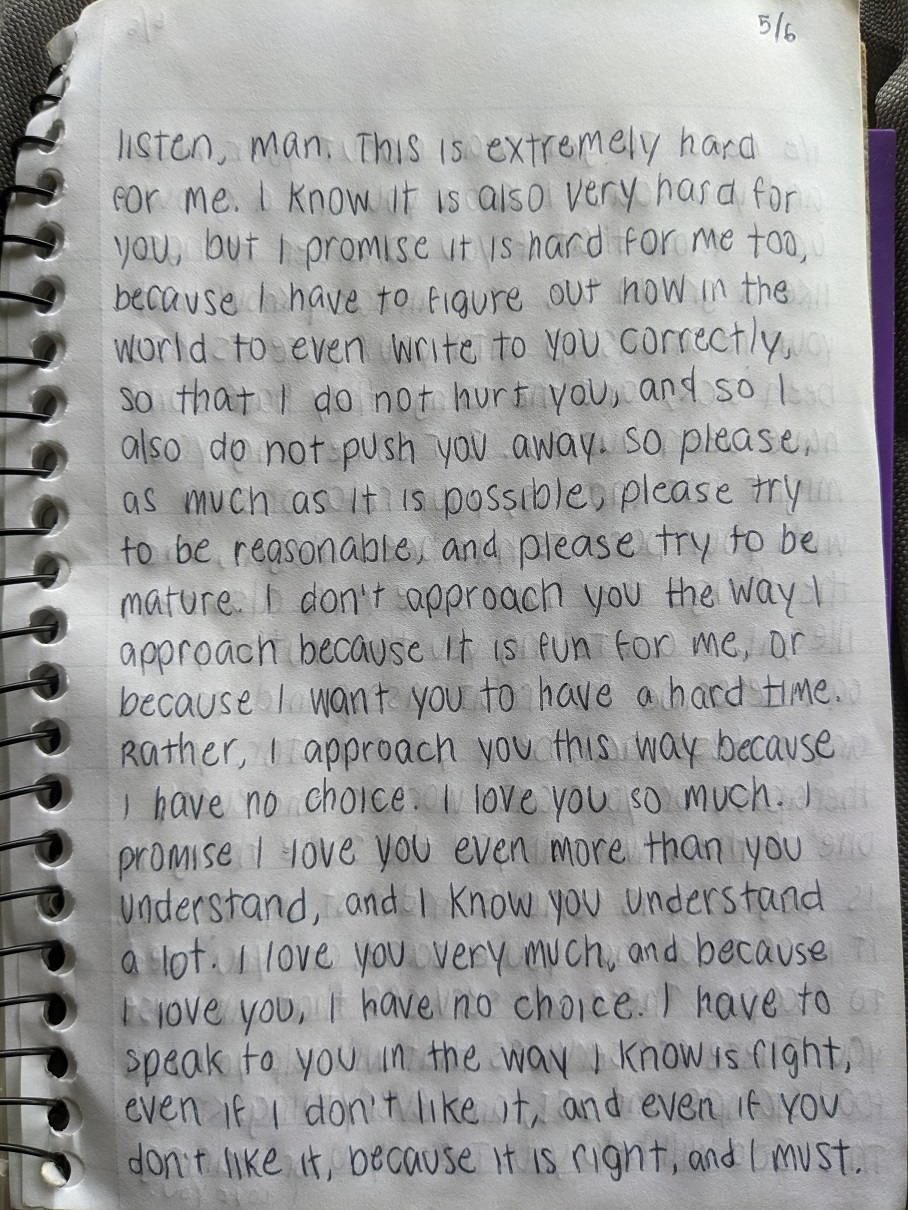 5/6
listen, man. This is extremely hard
for me. I know it is also very hard for
you, but I promise it is hard for me too,
because I have to figure out how in the
world to even write to you correctly,
so that I do not hurt you, and so I
also do not push you away. So please,
as much as it is possible, please try
to be reasonable, and please try to be
mature. I don't approach you the way I
approach because it is fun for me, or
because I want you to have a hard time.
Rather, I approach you this way because
I have no choice. I love you so much. I
promise I love you even more than you
understand, and I know you understand
a lot. I love you very much, and because
I love you, I have no choice. I have to
speak to you in the way I know is right,
even if I don't like it, and even if you
don't like it, because it is right, and I must.